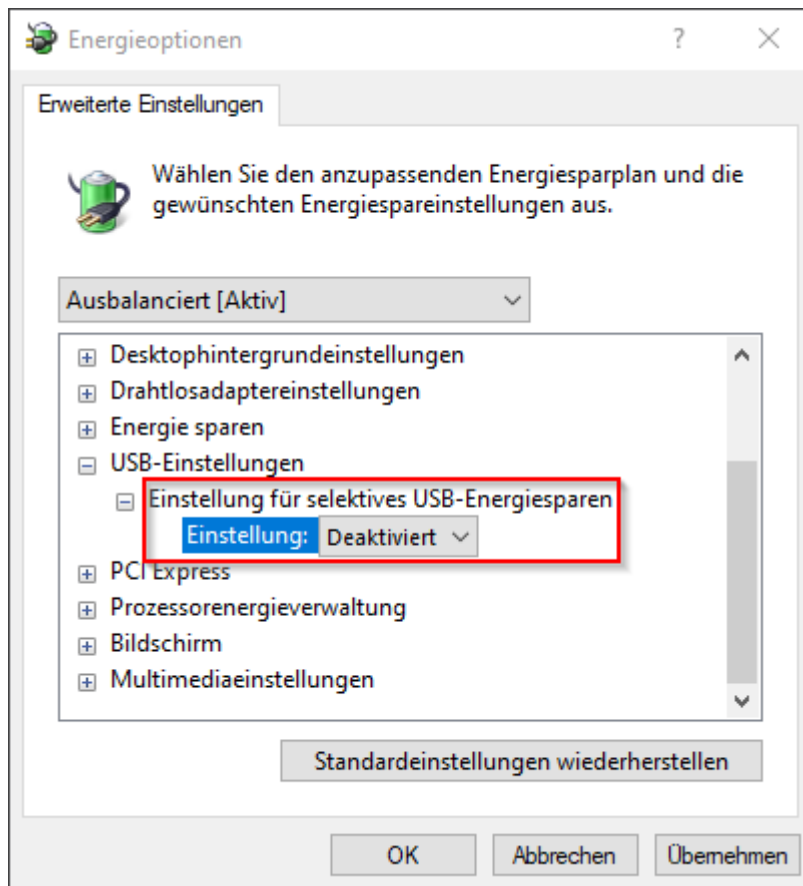 Energieoptionen
Erweiterte Einstellungen
Wählen Sie den anzupassenden Energiesparplan und die
gewünschten Energiespareinstellungen aus.
Ausbalanciert [Aktiv]
Desktophintergrundeinstellungen
Drahtlosadaptereinstellungen
Energie sparen
USB-Einstellungen
Einstellung für selektives USB-Energiesparen
Einstellung: Deaktiviert
PCI Express
Prozessorenergieverwaltung
Bildschirm
Multimediaeinstellungen
Standardeinstellungen wiederherstellen
OK Abbrechen Übernehmen